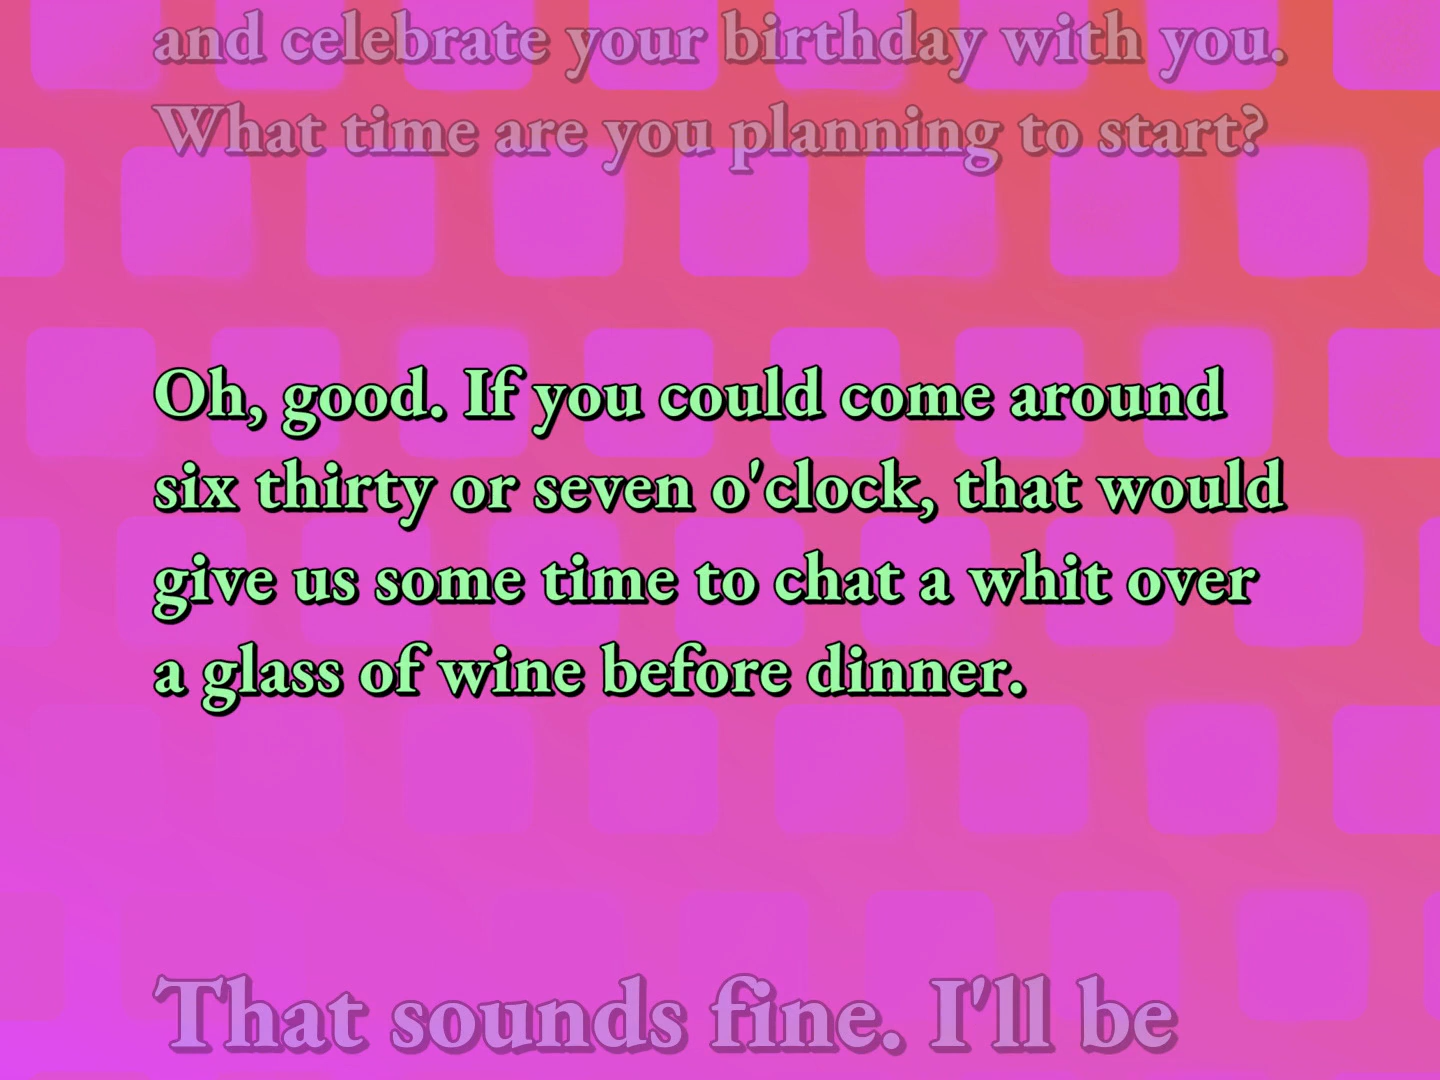 and celebrate your birthday with you.
What time are you planning to start?
Oh, good. If you could come around
six thirty or seven o'clock, that would
give us some time to chat a whit over
a glass of wine before dinner.
That sounds fine. I'll be